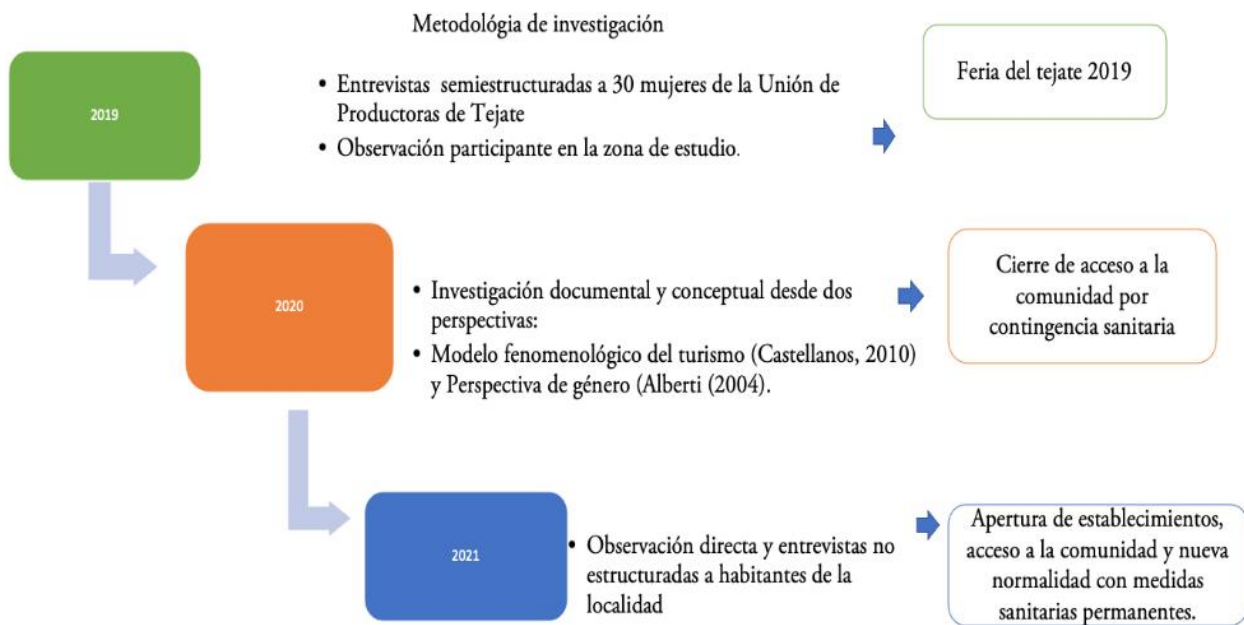 Metodológia de investigación
2019
• Entrevistas semiestructuradas a 30 mujeres de la Unión de
Productoras de Tejate
• Observación participante en la zona de estudio.
Feria del tejate 2019
2020
• Investigación documental y conceptual desde dos
perspectivas:
• Modelo fenomenológico del turismo (Castellanos, 2010)
y Perspectiva de género (Alberti (2004).
Cierre de acceso a la
comunidad por
contingencia sanitaria
2021
• Observación directa y entrevistas no
estructuradas a habitantes de la
localidad
Apertura de establecimientos,
acceso a la comunidad y nueva
normalidad con medidas
sanitarias permanentes.